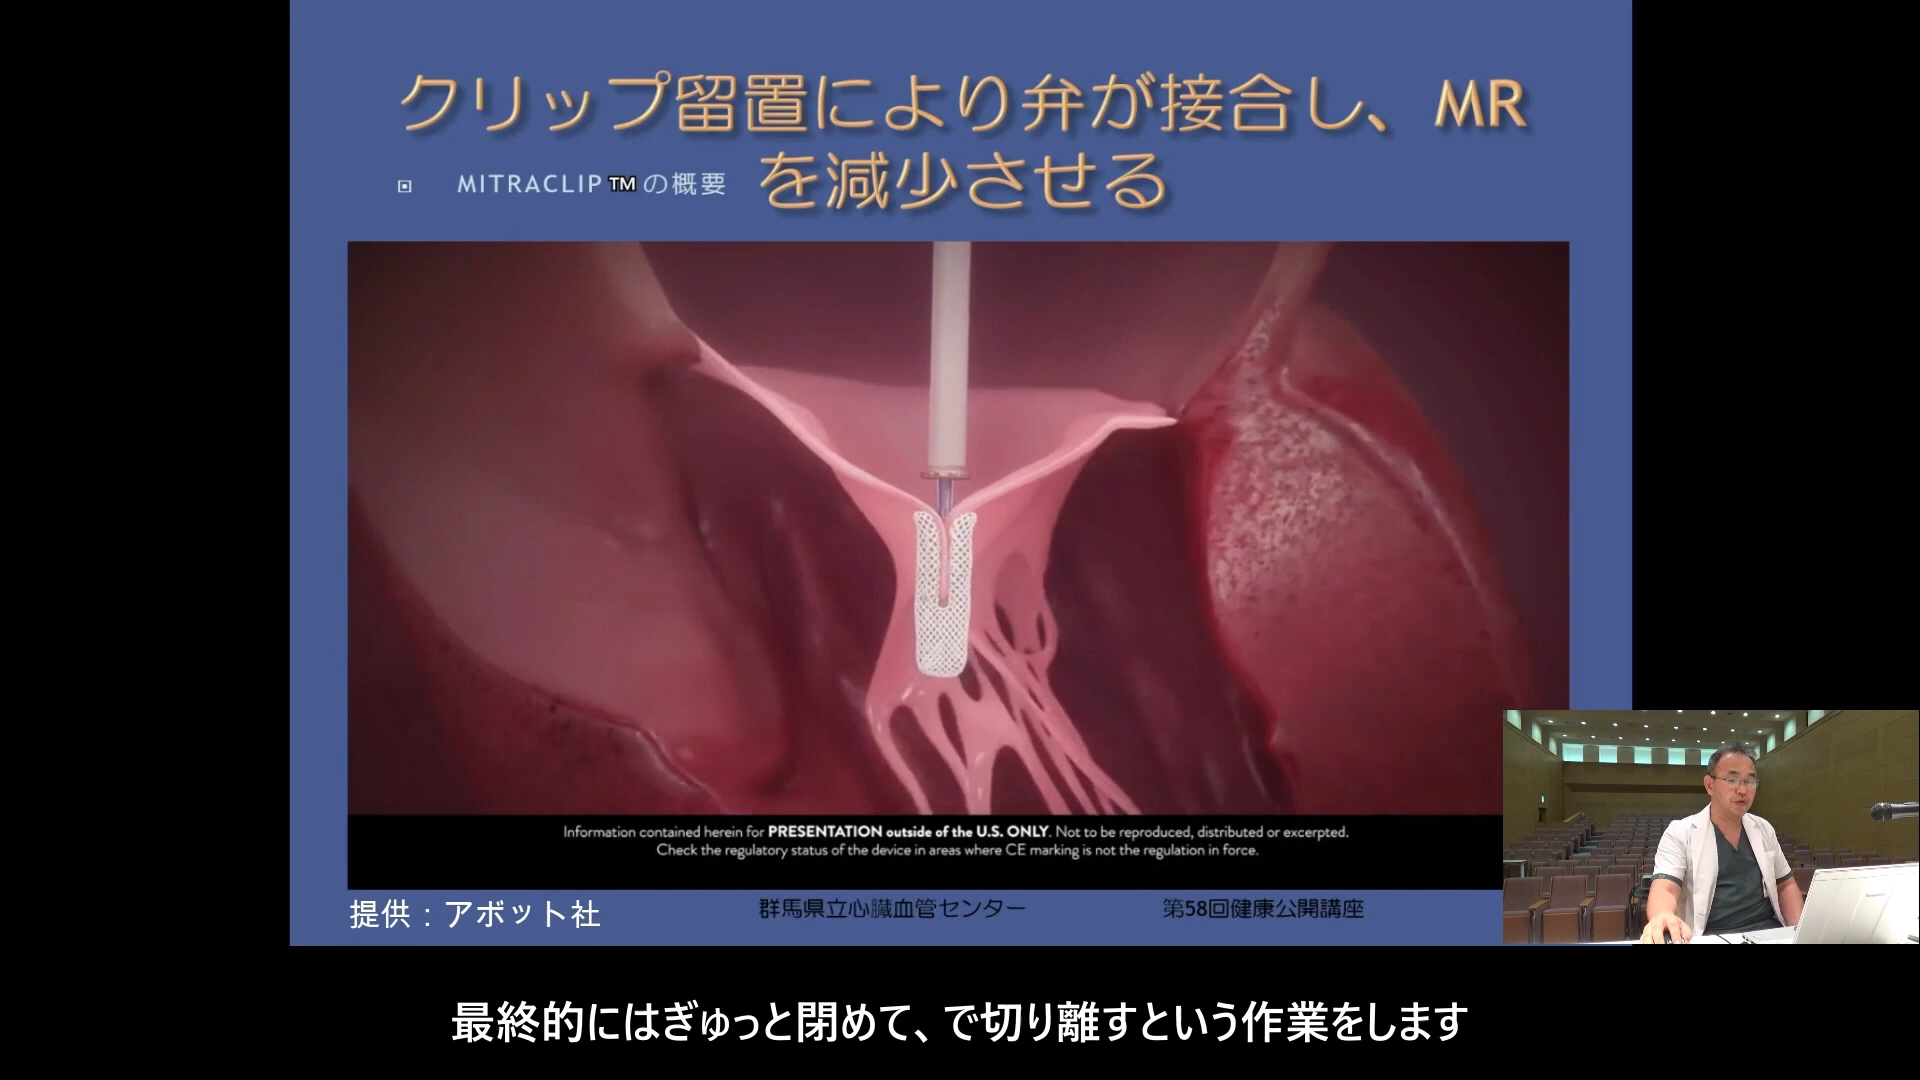 クリップ留置により弁が接合し、MR
を減少させる
MITRACLIP™の概要
Information contained herein for PRESENTATION outside of the U.S. ONLY. Not to be reproduced, distributed or excerpted.
Check the regulatory status of the device in areas where CE marking is not the regulation in force.
提供：アボット社
群馬県立心臓血管センター
第58回健康公開講座
最終的にはぎゅっと閉めて、で切り離すという作業をします